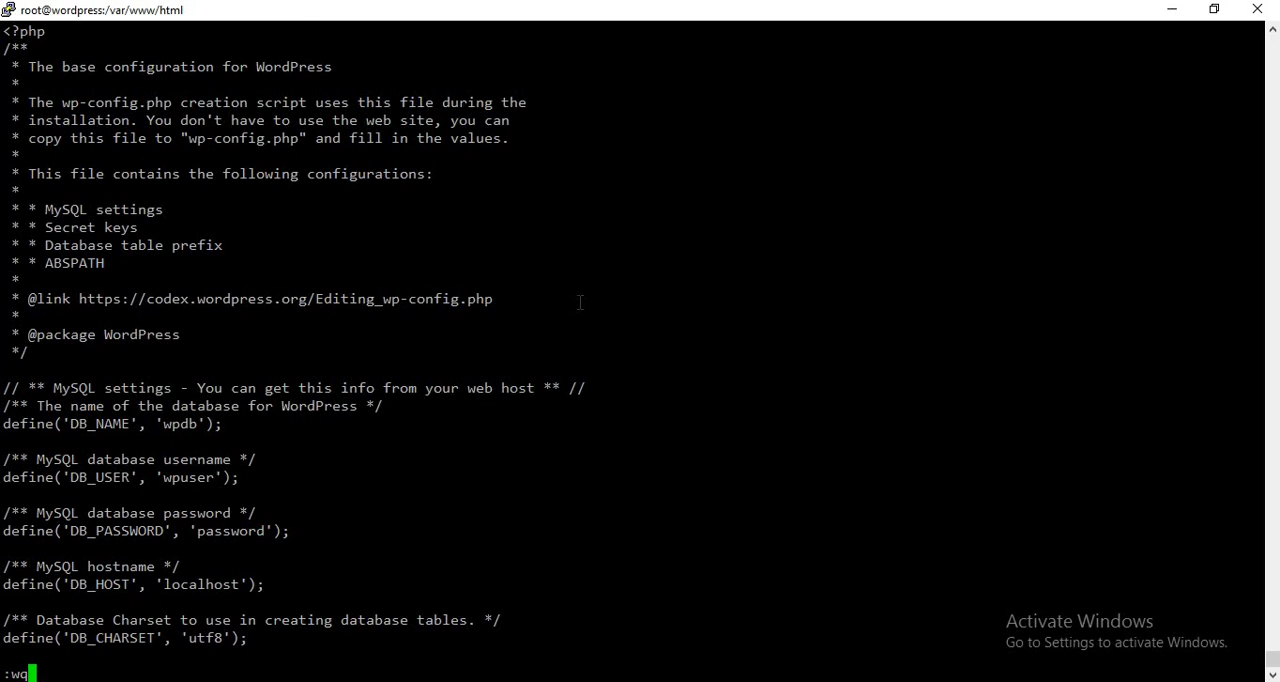 root@wordpress:/var/www/html
<?php
/**
 * The base configuration for WordPress
 *
 * The wp-config.php creation script uses this file during the
 * installation. You don't have to use the web site, you can
 * copy this file to "wp-config.php" and fill in the values.
 *
 * This file contains the following configurations:
 *
 * * MySQL settings
 * * Secret keys
 * * Database table prefix
 * * ABSPATH
 *
 * @link https://codex.wordpress.org/Editing_wp-config.php
 *
 * @package WordPress
 */
// ** MySQL settings - You can get this info from your web host ** //
/** The name of the database for WordPress */
define('DB_NAME', 'wpdb');
/** MySQL database username */
define('DB_USER', 'wpuser');
/** MySQL database password */
define('DB_PASSWORD', 'password');
/** MySQL hostname */
define('DB_HOST', 'localhost');
/** Database Charset to use in creating database tables. */
define('DB_CHARSET', 'utf8');
:wq
Activate Windows
Go to Settings to activate Windows.